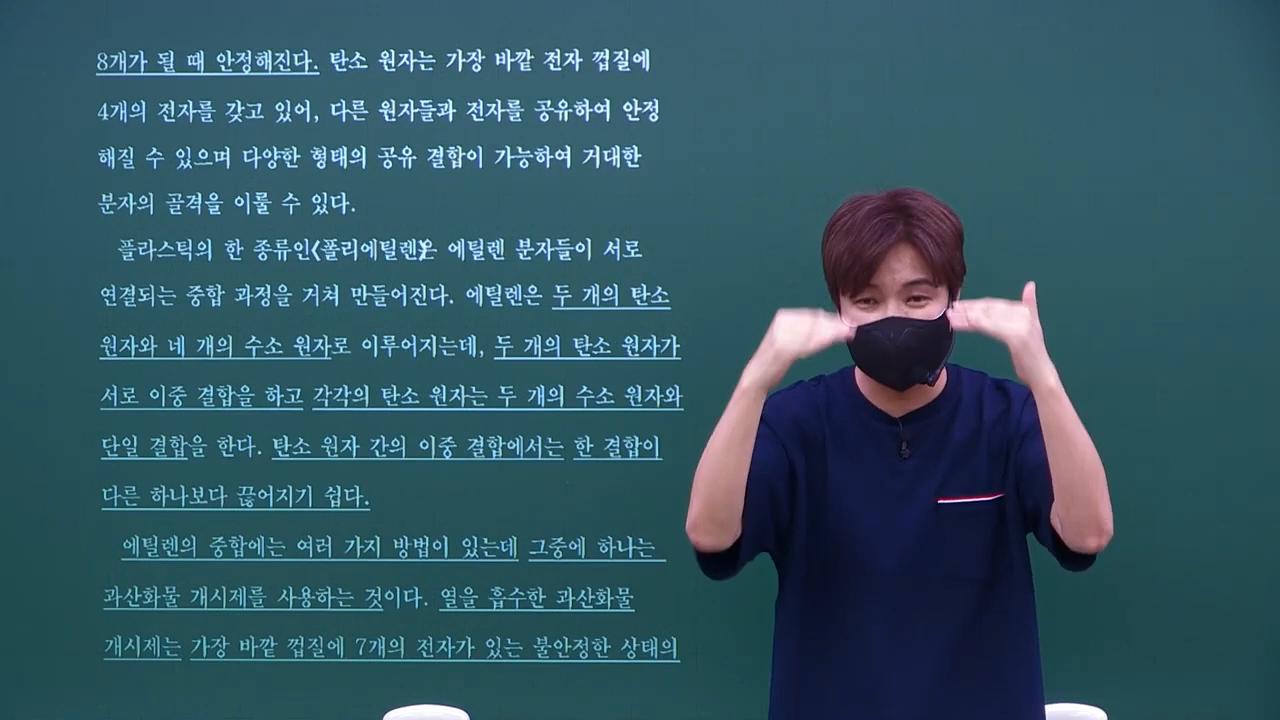 8개가 될 때 안정해진다. 탄소 원자는 가장 바깥 전자 껍질에
4개의 전자를 갖고 있어, 다른 원자들과 전자를 공유하여 안정
해질 수 있으며 다양한 형태의 공유 결합이 가능하여 거대한
분자의 골격을 이룰 수 있다.
플라스틱의 한 종류인<폴리에틸렌>은 에틸렌 분자들이 서로
연결되는 중합 과정을 거쳐 만들어진다. 에틸렌은 두 개의 탄소
원자와 네 개의 수소 원자로 이루어지는데, 두 개의 탄소 원자가
서로 이중 결합을 하고 각각의 탄소 원자는 두 개의 수소 원자와
단일 결합을 한다. 탄소 원자 간의 이중 결합에서는 한 결합이
다른 하나보다 끊어지기 쉽다.
에틸렌의 중합에는 여러 가지 방법이 있는데 그중에 하나는
과산화물 개시제를 사용하는 것이다. 열을 흡수한 과산화물
개시제는 가장 바깥 껍질에 7개의 전자가 있는 불안정한 상태의